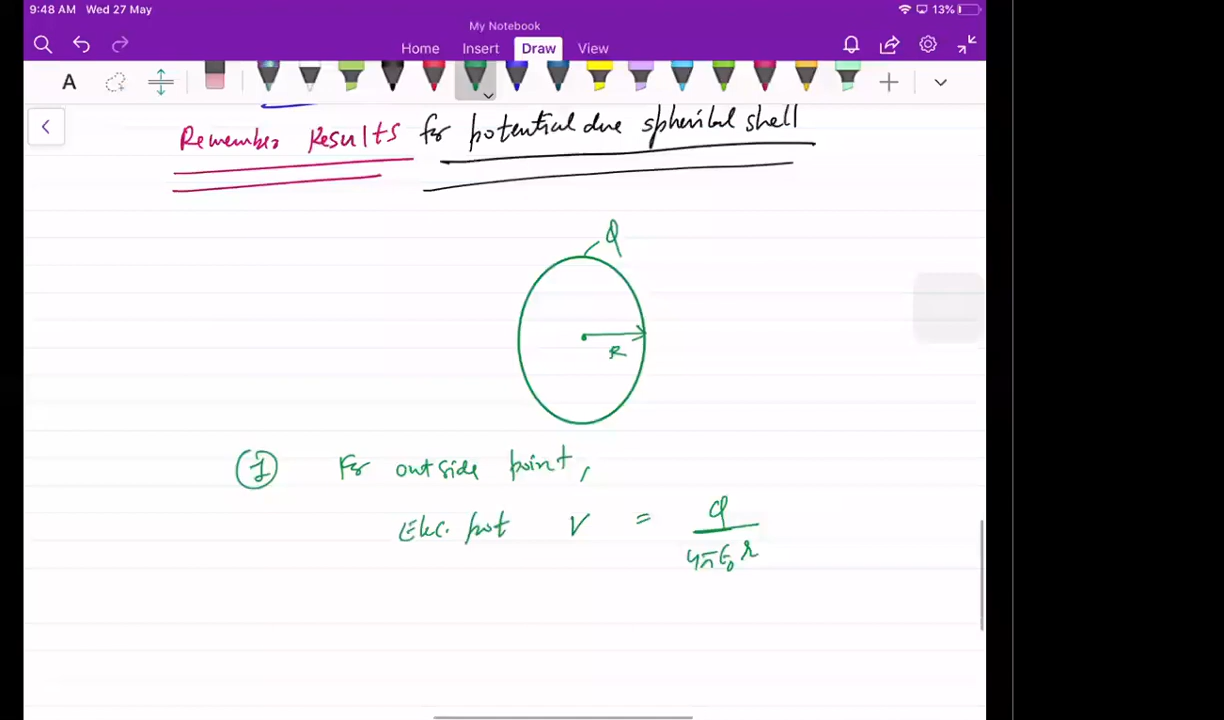 9:48 AM Wed 27 May
13%
My Notebook
Home Insert Draw View
A
Remember Results for potential due spherical shell
Q
R
1 For outside point,
Elec. pot V = Q / 4πε₀ r